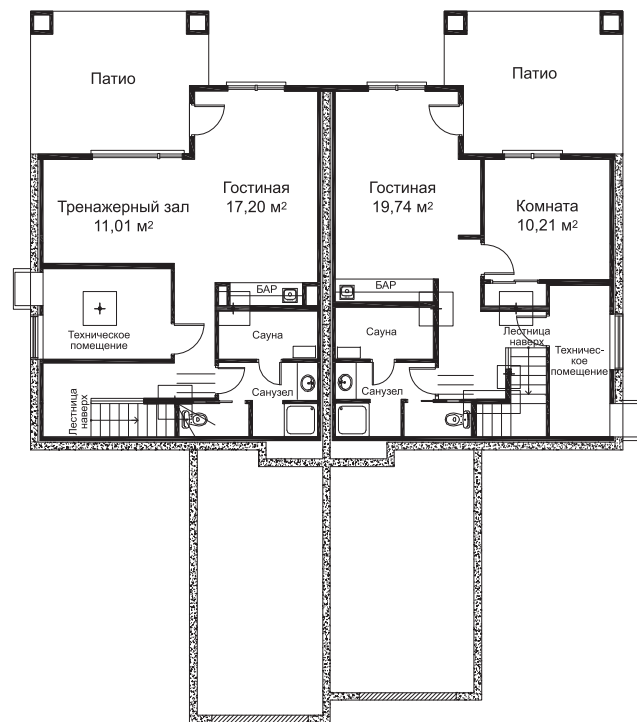 Патио
Патио
Тренажерный зал
11,01 м²
Гостиная
17,20 м²
Гостиная
19,74 м²
Комната
10,21 м²
БАР
БАР
Техническое
помещение
Сауна
Сауна
Лестница
наверх
Техничес-
кое
помещение
Санузел
Санузел
Лестница
наверх